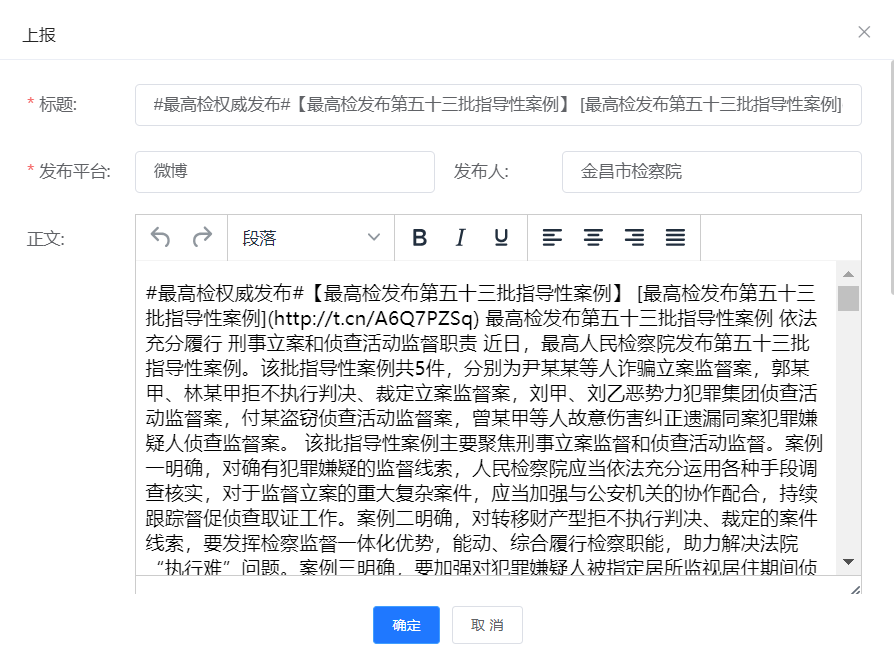 上报
* 标题: #最高检权威发布#【最高检发布第五十三批指导性案例】 [最高检发布第五十三批指导性案例]
* 发布平台: 微博 发布人: 金昌市检察院
正文: 段落 B I U
#最高检权威发布#【最高检发布第五十三批指导性案例】 [最高检发布第五十三
批指导性案例](http://t.cn/A6Q7PZSq) 最高检发布第五十三批指导性案例 依法
充分履行 刑事立案和侦查活动监督职责 近日，最高人民检察院发布第五十三批
指导性案例。该批指导性案例共5件，分别为尹某某等人诈骗立案监督案，郭某
甲、林某甲拒不执行判决、裁定立案监督案，刘甲、刘乙恶势力犯罪集团侦查活
动监督案，付某盗窃侦查活动监督案，曾某甲等人故意伤害纠正遗漏同案犯罪嫌
疑人侦查监督案。 该批指导性案例主要聚焦刑事立案监督和侦查活动监督。案例
一明确，对确有犯罪嫌疑的监督线索，人民检察院应当依法充分运用各种手段调
查核实，对于监督立案的重大复杂案件，应当加强与公安机关的协作配合，持续
跟踪督促侦查取证工作。案例二明确，对转移财产型拒不执行判决、裁定的案件
线索，要发挥检察监督一体化优势，能动、综合履行检察职能，助力解决法院
“执行难”问题。案例三明确，要加强对犯罪嫌疑人被指定居所监视居住期间侦
确定 取 消